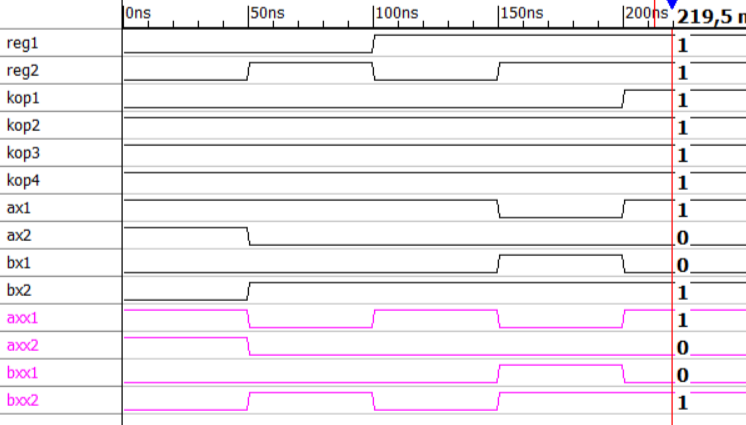 0ns 50ns 100ns 150ns 200ns 219,5 n
reg1 1
reg2 1
kop1 1
kop2 1
kop3 1
kop4 1
ax1 1
ax2 0
bx1 0
bx2 1
axx1 1
axx2 0
bxx1 0
bxx2 1